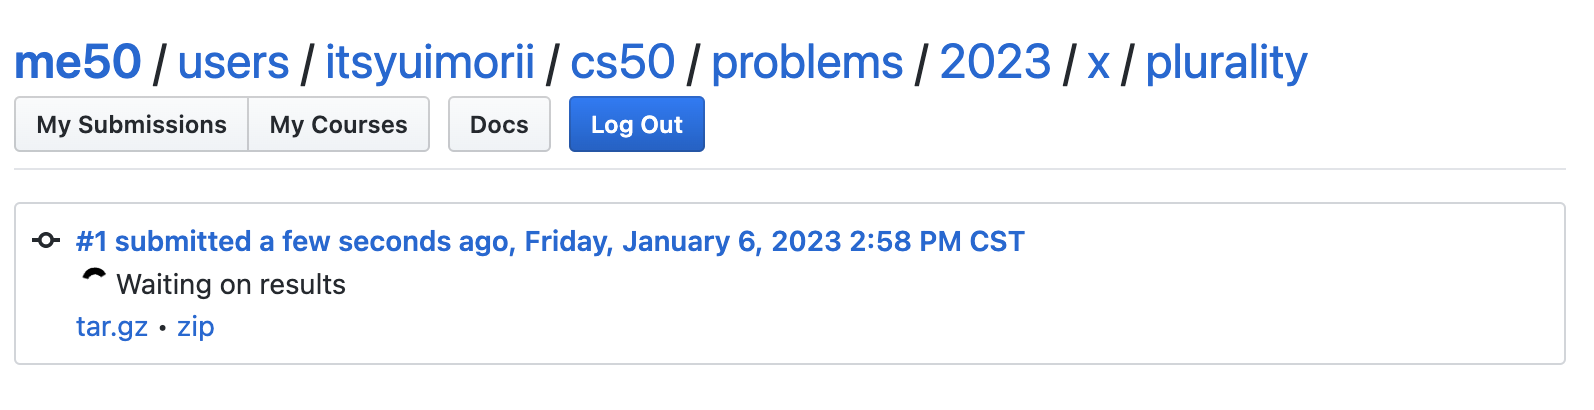 me50 / users / itsyuimorii / cs50 / problems / 2023 / x / plurality
My Submissions My Courses Docs Log Out
#1 submitted a few seconds ago, Friday, January 6, 2023 2:58 PM CST
Waiting on results
tar.gz • zip